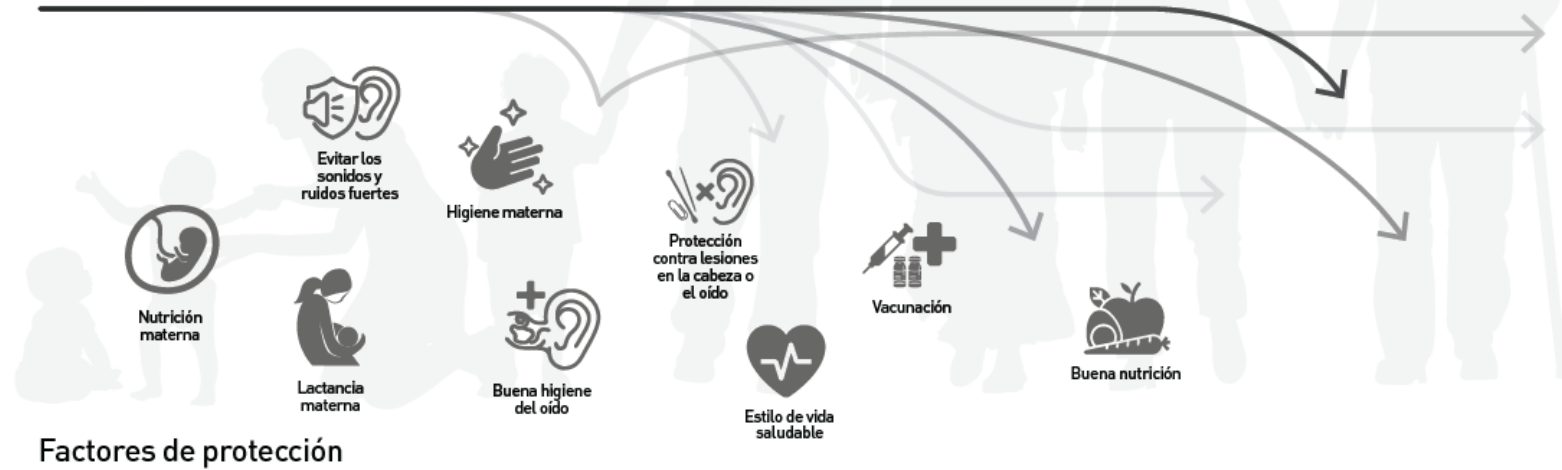 Evitar los
sonidos y
ruidos fuertes
Higiene materna
Protección
contra lesiones
en la cabeza o
el oído
Nutrición
materna
Vacunación
Lactancia
materna
Buena higiene
del oído
Buena nutrición
Estilo de vida
saludable
Factores de protección